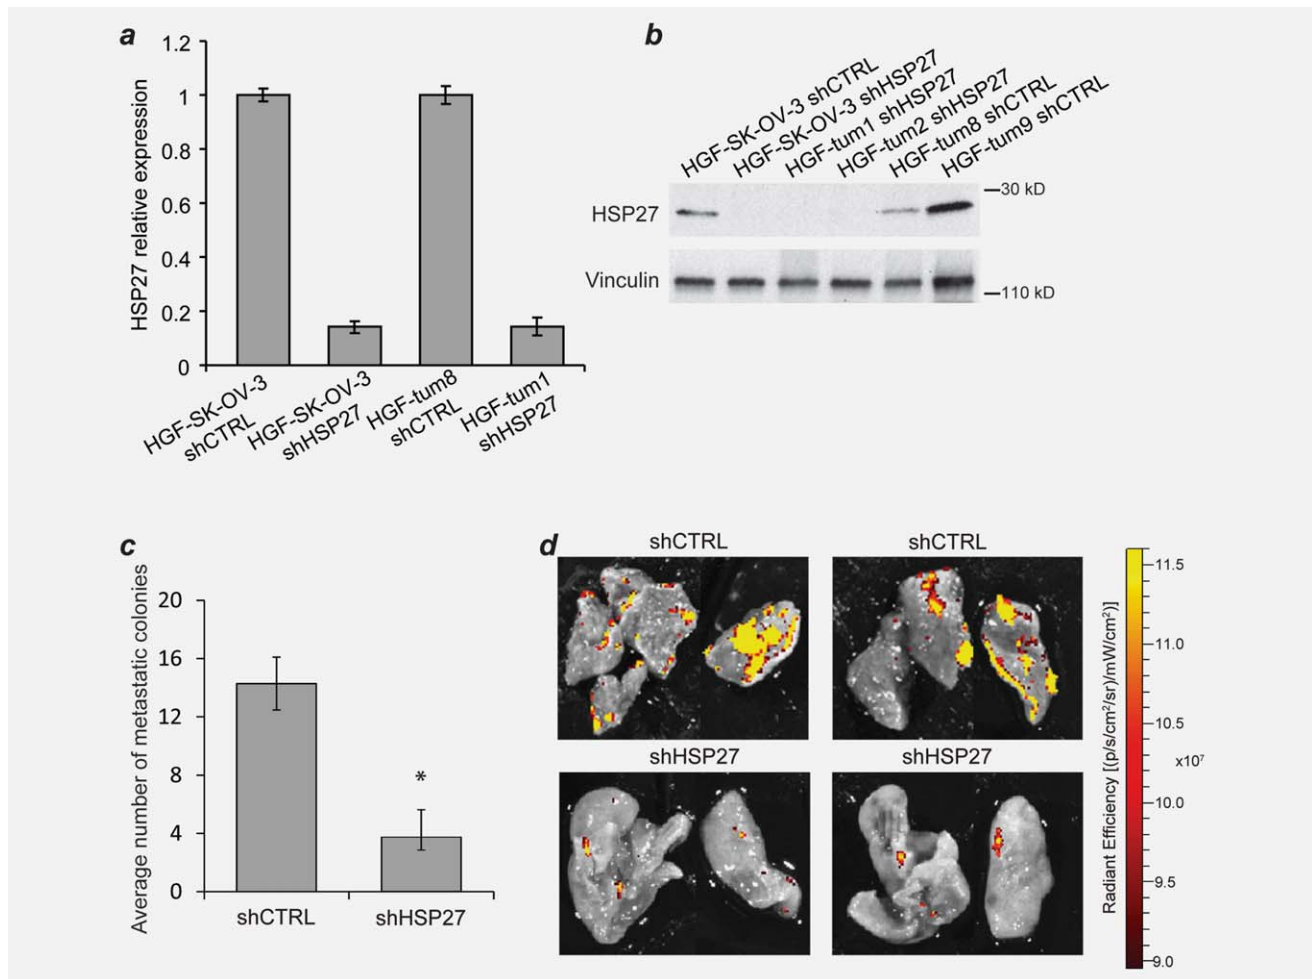 a
HSP27 relative expression
1.2
1
0.8
0.6
0.4
0.2
0
HGF-SK-OV-3
shCTRL
HGF-SK-OV-3
shHSP27
HGF-tum8
shCTRL
HGF-tum1
shHSP27
b
HGF-SK-OV-3 shCTRL
HGF-SK-OV-3 shHSP27
HGF-tum1 shHSP27
HGF-tum2 shHSP27
HGF-tum8 shCTRL
HGF-tum9 shCTRL
HSP27
30 kD
Vinculin
110 kD
c
Average number of metastatic colonies
20
16
12
8
4
0
*
shCTRL
shHSP27
d
shCTRL
shCTRL
shHSP27
shHSP27
Radiant Efficiency [(p/s/cm²/sr)/mW/cm²)]
11.5
11.0
10.5
x10⁷
10.0
9.5
9.0